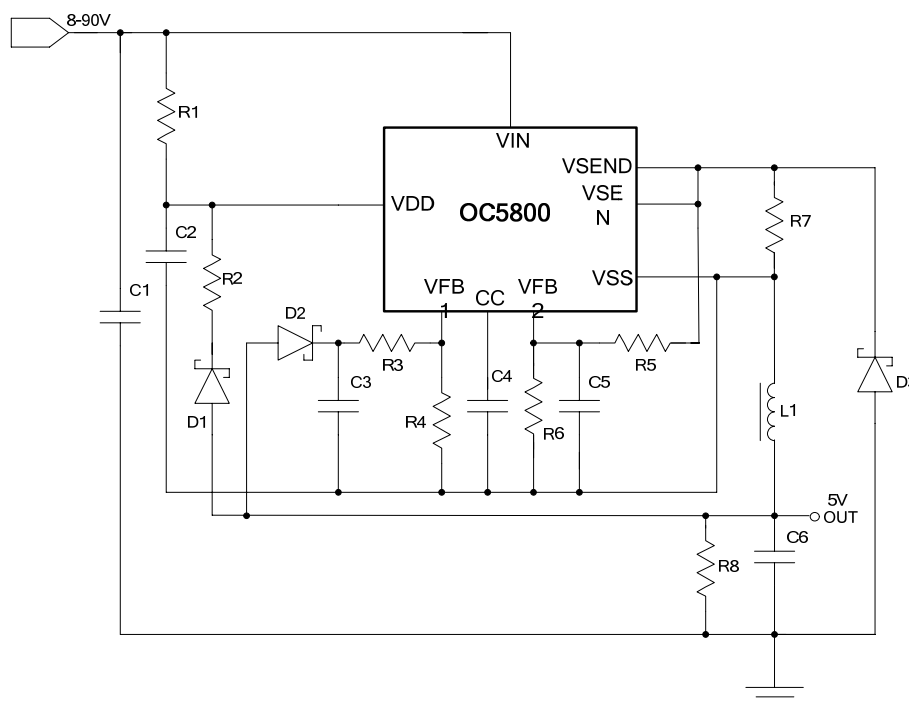 8-90V
R1
VIN
VSEND
VDD
OC5800
VSE
N
R7
C2
R2
VSS
C1
VFB
1
CC
VFB
2
D2
R3
C3
C4
C5
R5
D1
R4
R6
L1
5V
OUT
R8
C6